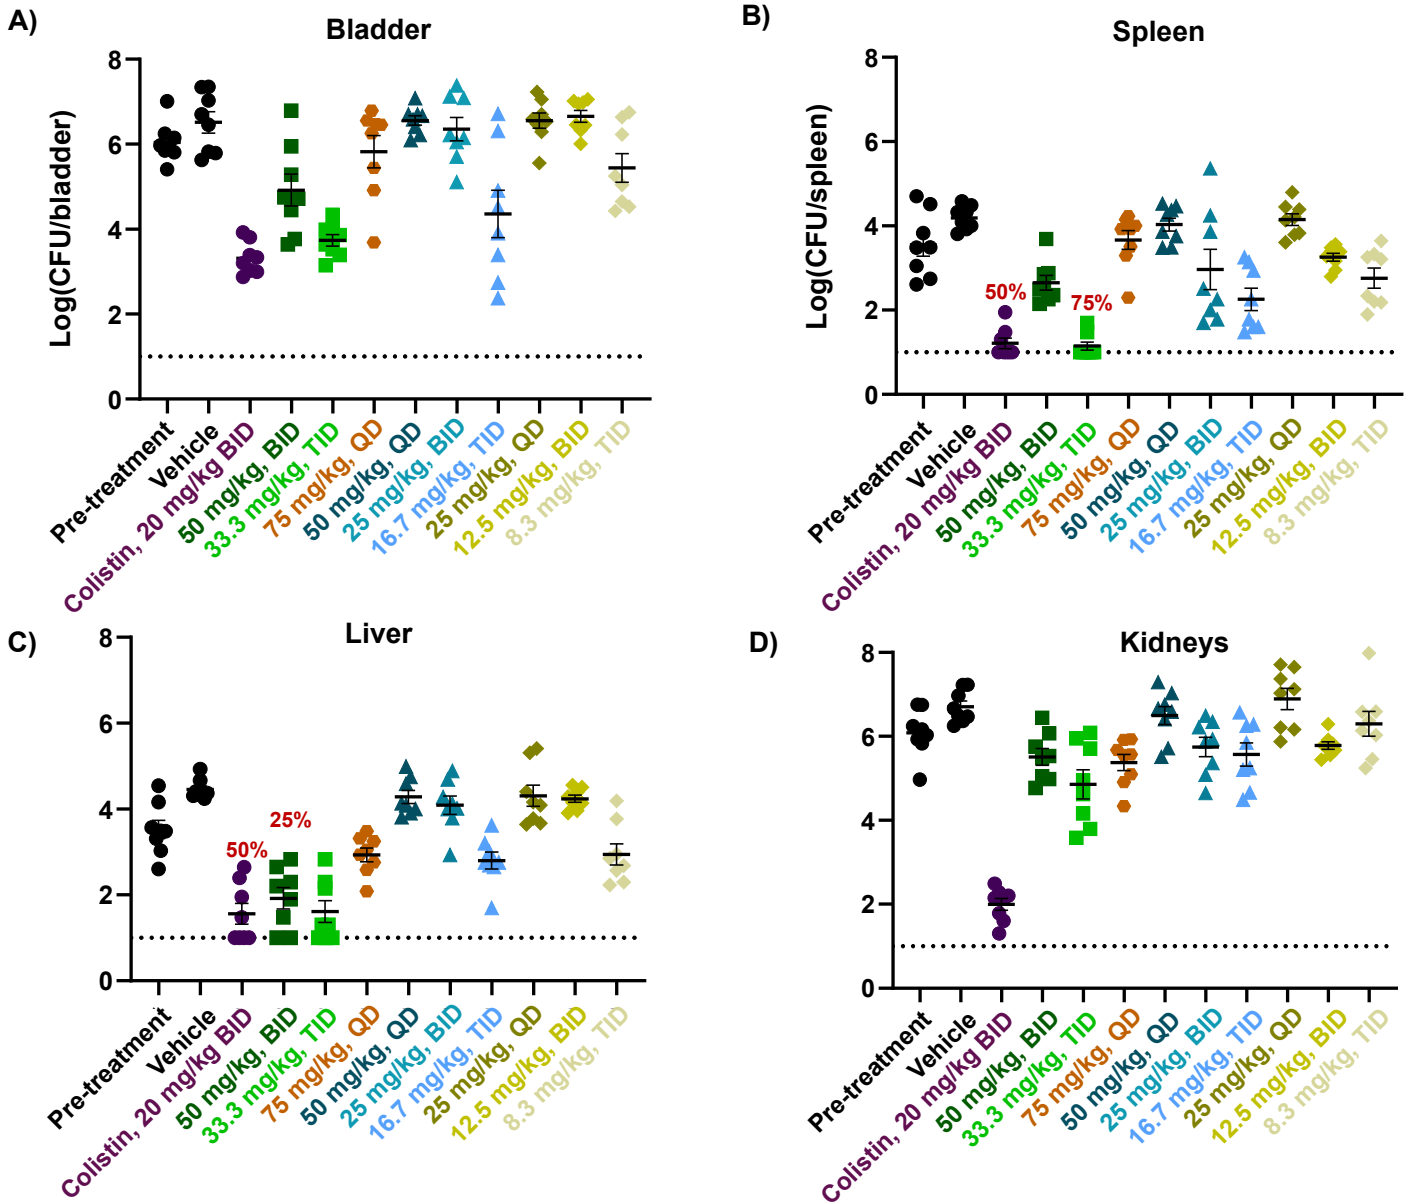 A)
Bladder
Log(CFU/bladder)
8
6
4
2
0
Pre-treatment
Vehicle
Colistin, 20 mg/kg BID
50 mg/kg, BID
33.3 mg/kg, TID
75 mg/kg, QD
50 mg/kg, QD
25 mg/kg, BID
16.7 mg/kg, TID
25 mg/kg, QD
12.5 mg/kg, BID
8.3 mg/kg, TID
B)
Spleen
Log(CFU/spleen)
8
6
4
2
0
50%
75%
Pre-treatment
Vehicle
Colistin, 20 mg/kg BID
50 mg/kg, BID
33.3 mg/kg, TID
75 mg/kg, QD
50 mg/kg, QD
25 mg/kg, BID
16.7 mg/kg, TID
25 mg/kg, QD
12.5 mg/kg, BID
8.3 mg/kg, TID
C)
Liver
8
6
4
2
0
50%
25%
Pre-treatment
Vehicle
Colistin, 20 mg/kg BID
50 mg/kg, BID
33.3 mg/kg, TID
75 mg/kg, QD
50 mg/kg, QD
25 mg/kg, BID
16.7 mg/kg, TID
25 mg/kg, QD
12.5 mg/kg, BID
8.3 mg/kg, TID
D)
Kidneys
8
6
4
2
0
Pre-treatment
Vehicle
Colistin, 20 mg/kg BID
50 mg/kg, BID
33.3 mg/kg, TID
75 mg/kg, QD
50 mg/kg, QD
25 mg/kg, BID
16.7 mg/kg, TID
25 mg/kg, QD
12.5 mg/kg, BID
8.3 mg/kg, TID